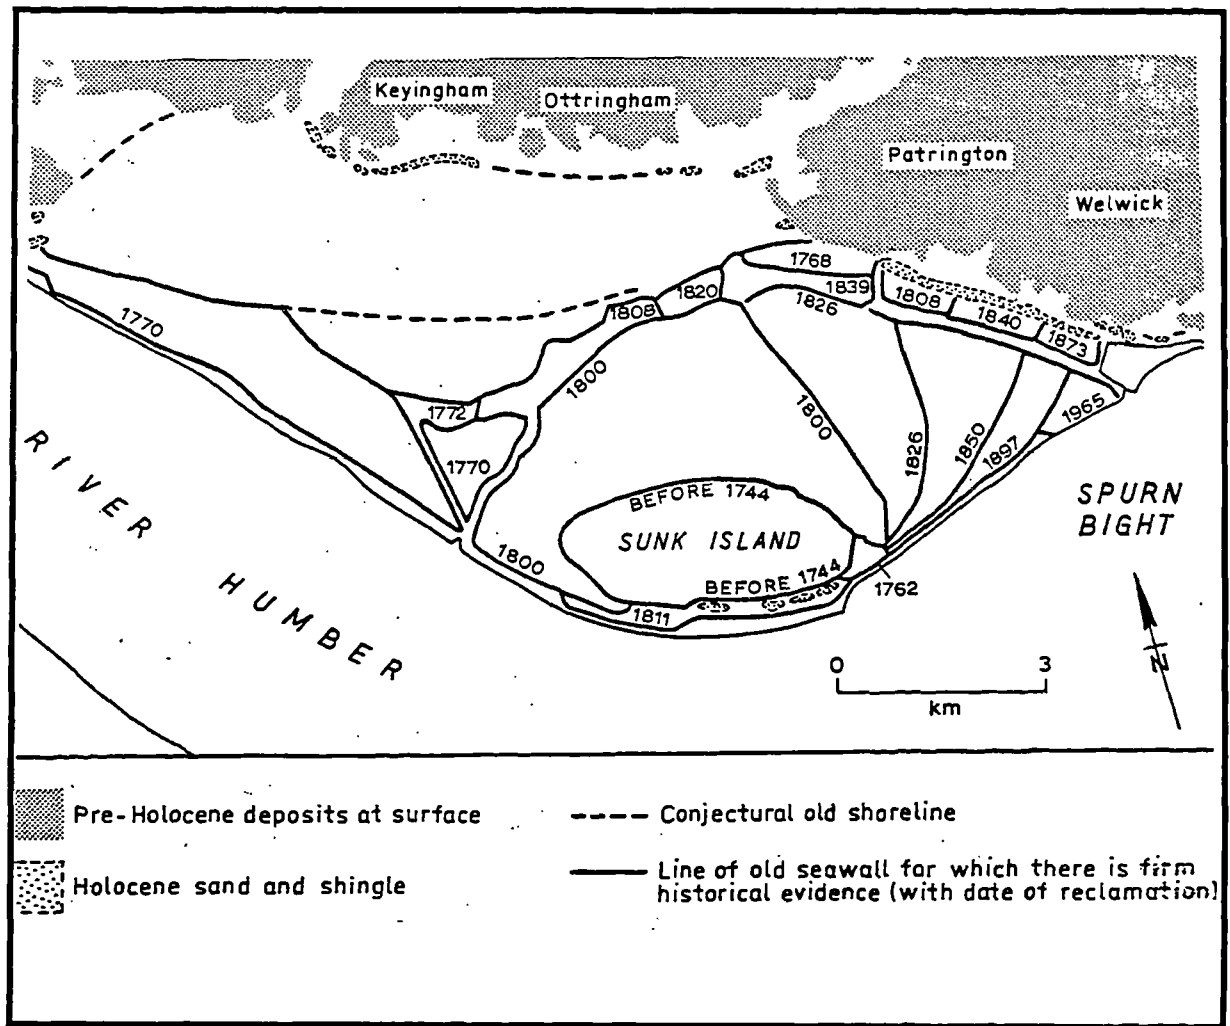 Keyingham
Ottringham
Patrington
Welwick
1768
1839
1808
1820
1808
1826
1840
1873
1770
1800
1772
1800
1826
1850
1897
1965
1770
RIVER HUMBER
BEFORE 1744
SUNK ISLAND
BEFORE 1744
1800
1811
1762
SPURN
BIGHT
N
0 3
km
Pre-Holocene deposits at surface
Holocene sand and shingle
Conjectural old shoreline
Line of old seawall for which there is firm
historical evidence (with date of reclamation)